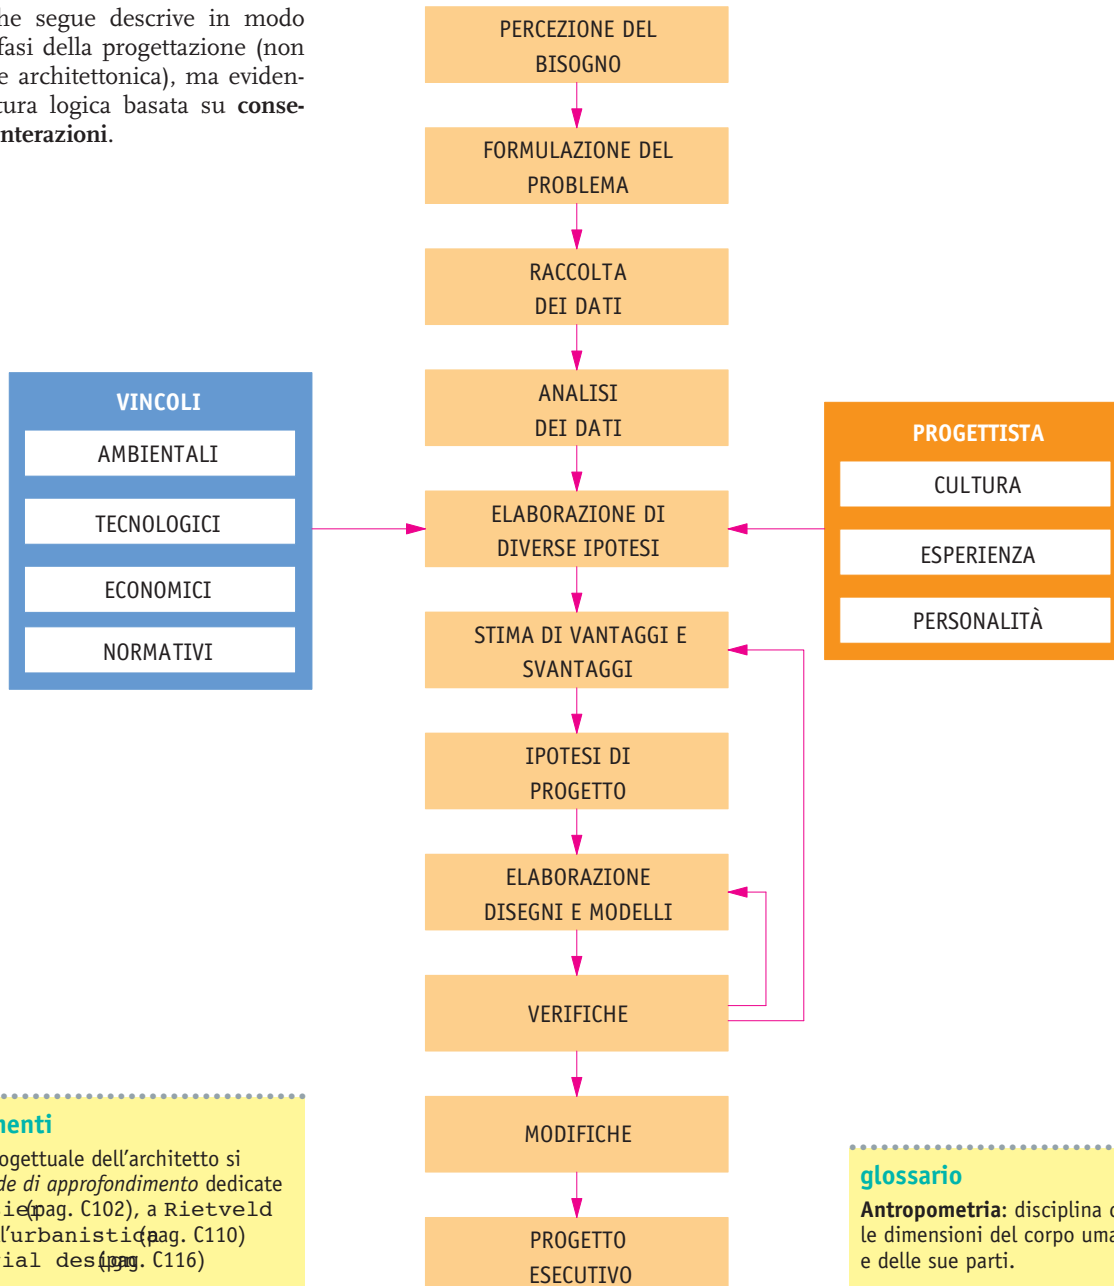 che segue descrive in modo
fasi della progettazione (non
e architettonica), ma eviden-
tura logica basata su conse-
nterazioni.
PERCEZIONE DEL
BISOGNO
FORMULAZIONE DEL
PROBLEMA
RACCOLTA
DEI DATI
ANALISI
DEI DATI
VINCOLI
AMBIENTALI
TECNOLOGICI
ECONOMICI
NORMATIVI
PROGETTISTA
CULTURA
ESPERIENZA
PERSONALITÀ
ELABORAZIONE DI
DIVERSE IPOTESI
STIMA DI VANTAGGI E
SVANTAGGI
IPOTESI DI
PROGETTO
ELABORAZIONE
DISEGNI E MODELLI
VERIFICHE
MODIFICHE
PROGETTO
ESECUTIVO
menti
ogettuale dell'architetto si
de di approfondimento dedicate
(pag. C102), a Rietveld
l'urbanistica (pag. C110)
ial design (pag. C116)
glossario
Antropometria: disciplina
le dimensioni del corpo uma
e delle sue parti.